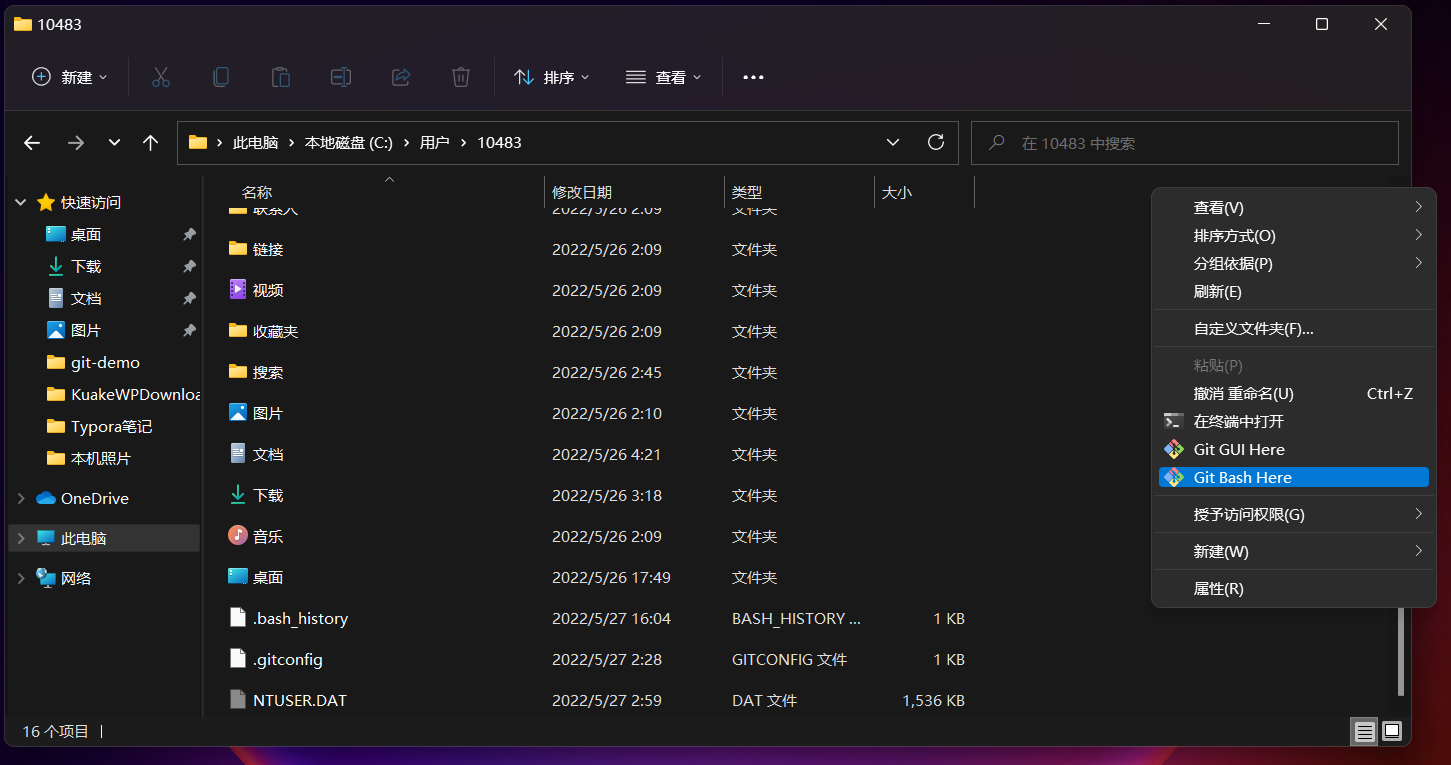 10483
新建
排序
查看
此电脑 本地磁盘 (C:) 用户 10483
在 10483 中搜索
快速访问
桌面
下载
文档
图片
git-demo
KuakeWPDownloa
Typora笔记
本机照片
OneDrive
此电脑
网络
名称 修改日期 类型 大小
联系人 2022/5/26 2:09 文件夹
链接 2022/5/26 2:09 文件夹
视频 2022/5/26 2:09 文件夹
收藏夹 2022/5/26 2:09 文件夹
搜索 2022/5/26 2:45 文件夹
图片 2022/5/26 2:10 文件夹
文档 2022/5/26 4:21 文件夹
下载 2022/5/26 3:18 文件夹
音乐 2022/5/26 2:09 文件夹
桌面 2022/5/26 17:49 文件夹
.bash_history 2022/5/27 16:04 BASH_HISTORY ... 1 KB
.gitconfig 2022/5/27 2:28 GITCONFIG 文件 1 KB
NTUSER.DAT 2022/5/27 2:59 DAT 文件 1,536 KB
查看(V)
排序方式(O)
分组依据(P)
刷新(E)
自定义文件夹(F)...
粘贴(P)
撤消 重命名(U) Ctrl+Z
在终端中打开
Git GUI Here
Git Bash Here
授予访问权限(G)
新建(W)
属性(R)
16 个项目